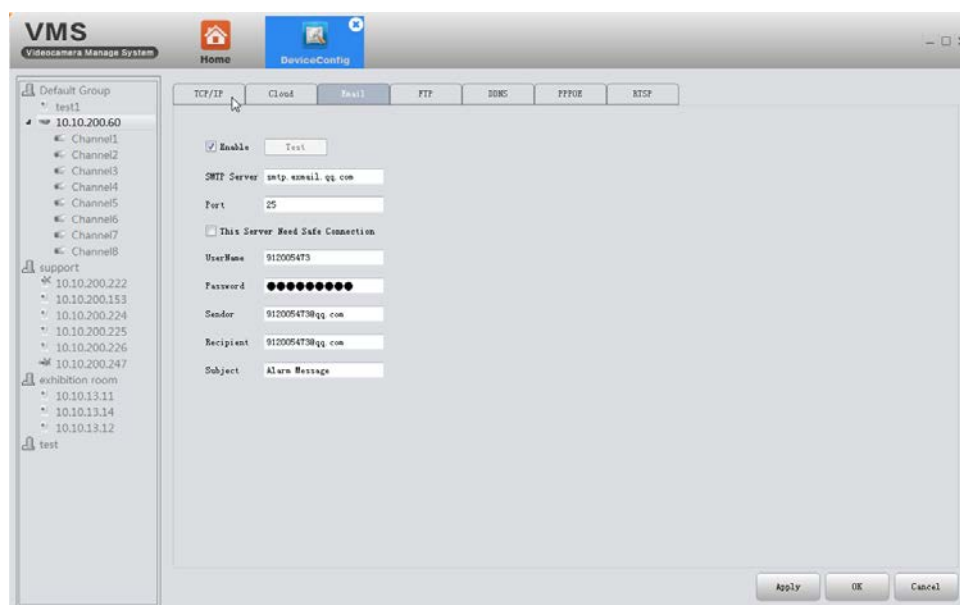 VMS
Videocamera Manage System
Home
DeviceConfig
Default Group
test1
10.10.200.60
Channel1
Channel2
Channel3
Channel4
Channel5
Channel6
Channel7
Channel8
support
10.10.200.222
10.10.200.153
10.10.200.224
10.10.200.225
10.10.200.226
10.10.200.247
exhibition room
10.10.13.11
10.10.13.14
10.10.13.12
test
TCP/IP Cloud Email FTP DDNS PPPOE RTSP
Enable Test
SMTP Server smtp.exmail.qq.com
Port 25
This Server Need Safe Connection
UserName 912005473
Password ●●●●●●●●●
Sendor 912005473@qq.com
Recipient 912005473@qq.com
Subject Alarm Message
Apply OK Cancel